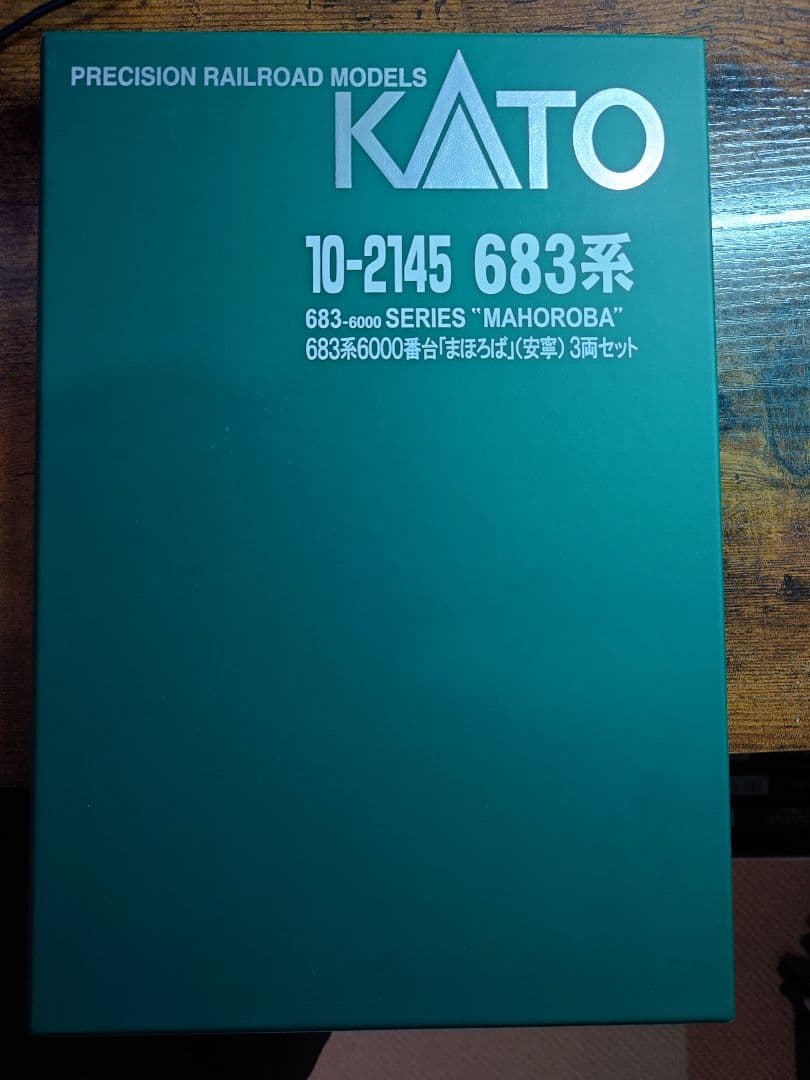 PRECISION RAILROAD MODELS
KATO
10-2145 683系
683-6000 SERIES "MAHOROBA"
683系6000番台「まほろば」(安寧) 3両セット